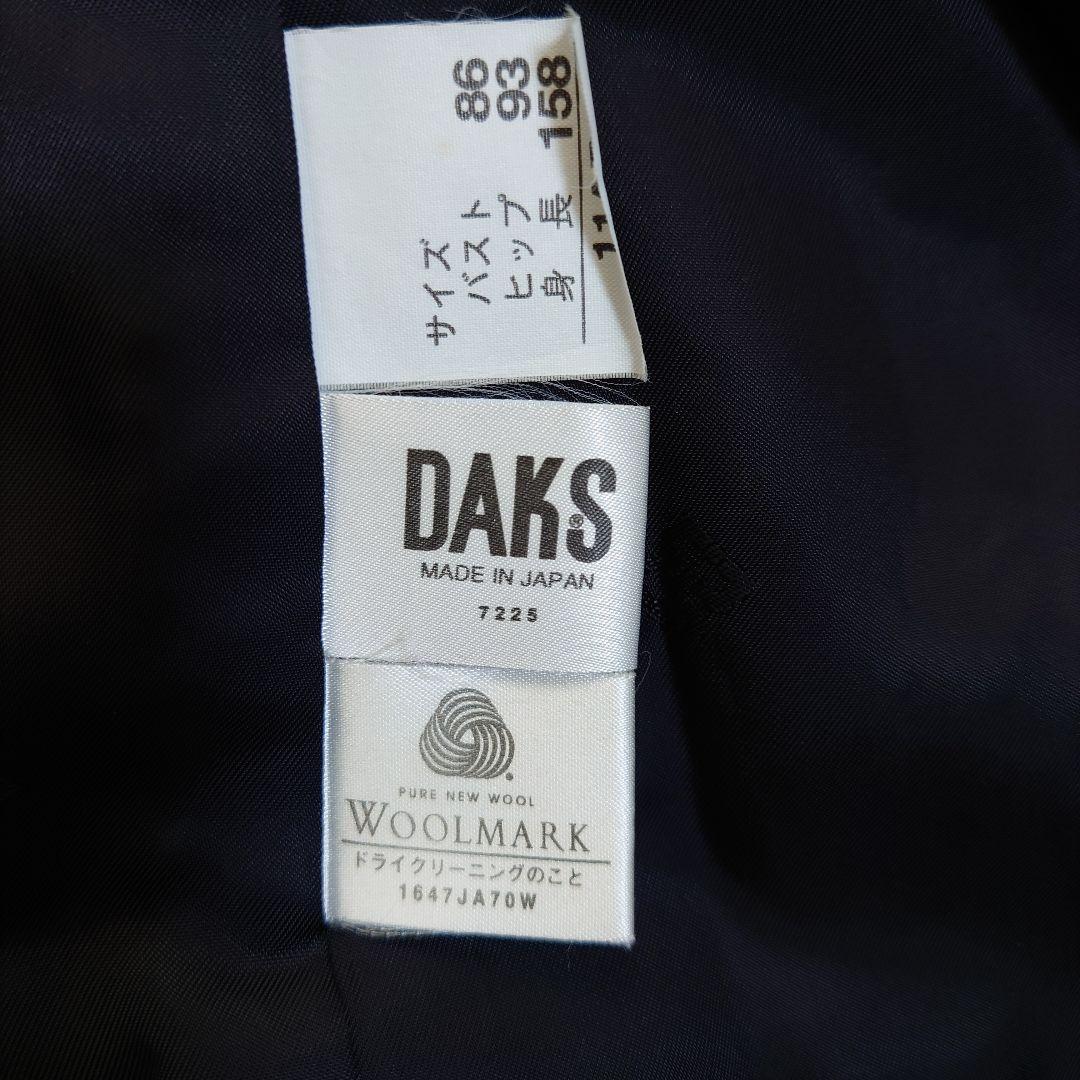 サイズ
バスト 86
ヒップ 93
身長 158
DAKS®
MADE IN JAPAN
7225
PURE NEW WOOL
WOOLMARK
ドライクリーニングのこと
1647JA70W